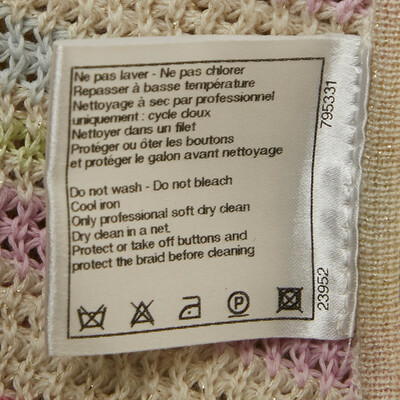 Ne pas laver - Ne pas chlorer
Repasser à basse température
Nettoyage à sec par professionnel
uniquement : cycle doux
Nettoyer dans un filet
Protéger ou ôter les boutons
et protéger le galon avant nettoyage
Do not wash - Do not bleach
Cool iron
Only professional soft dry clean
Dry clean in a net
Protect or take off buttons and
protect the braid before cleaning
P
795331
23952